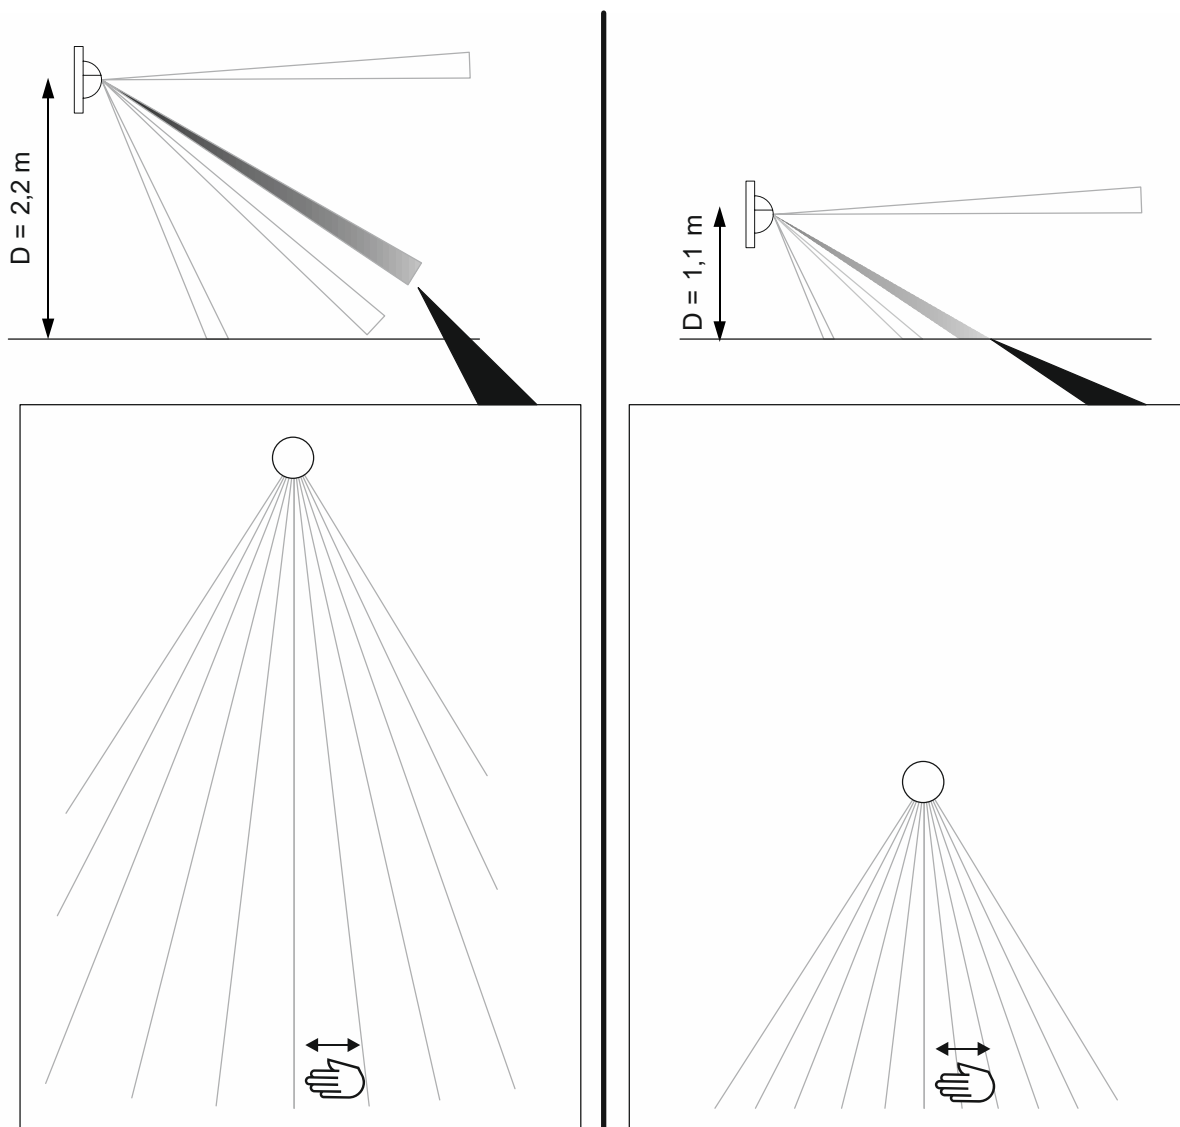 D = 2,2 m
D = 1,1 m